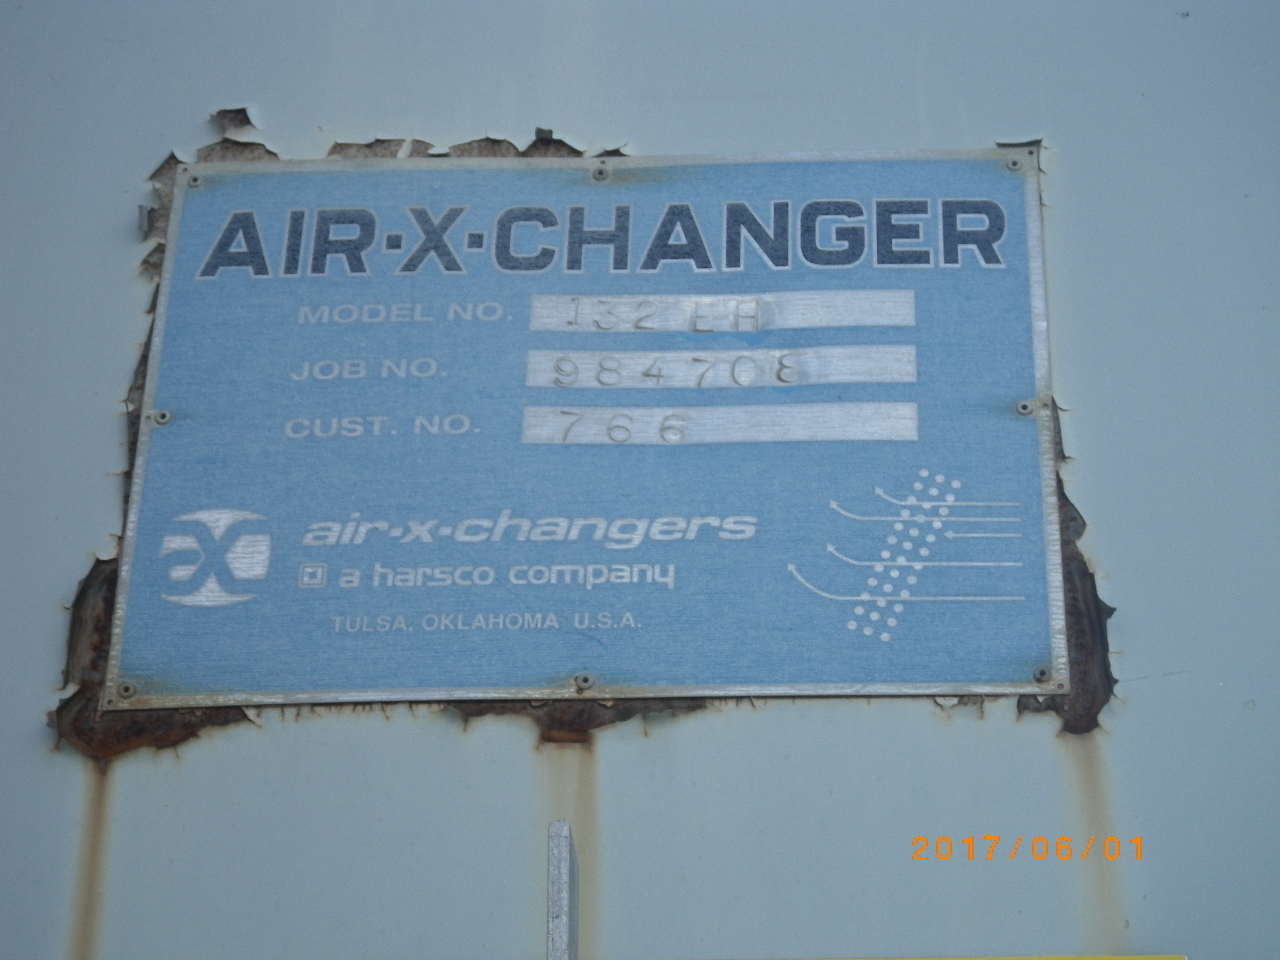 AIR·X·CHANGER
MODEL NO. 132 EH
JOB NO. 984708
CUST. NO. 766
air·x·changers
a harsco company
TULSA, OKLAHOMA U.S.A.
2017/06/01